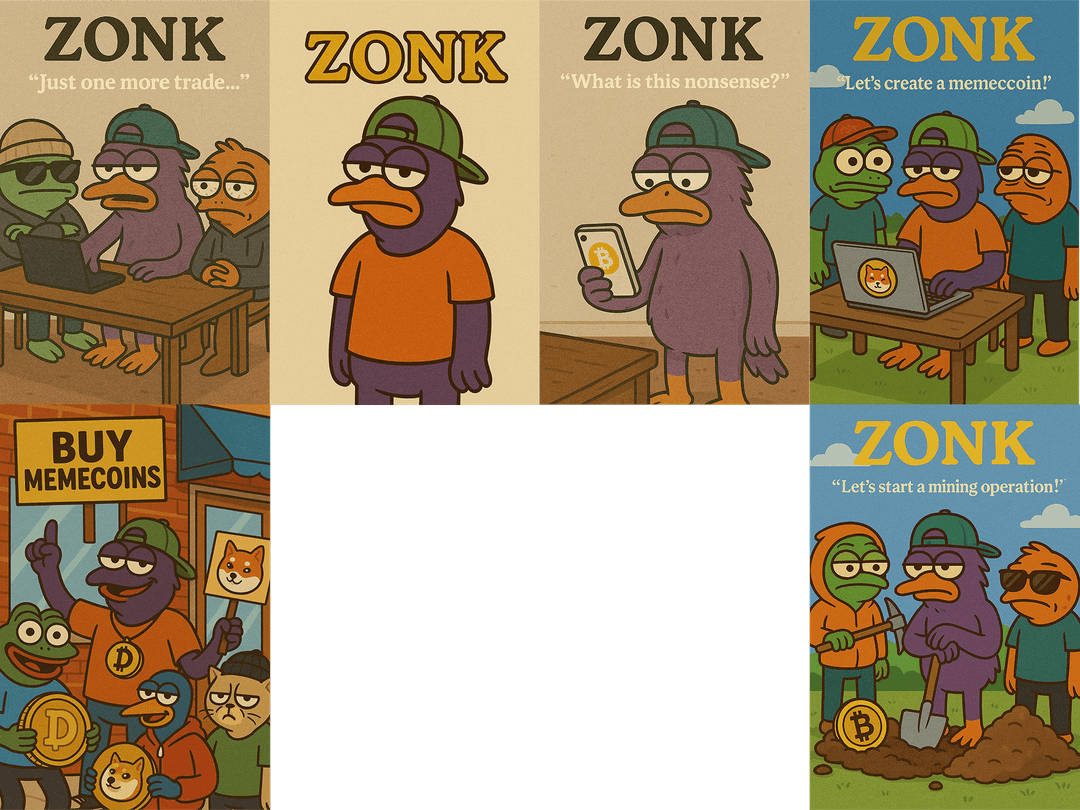 ZONK
“Just one more trade...”
ZONK
ZONK
“What is this nonsense?”
ZONK
“Let’s create a memeccoin!’
BUY
MEMECOINS
ZONK
“Let’s start a mining operation!’